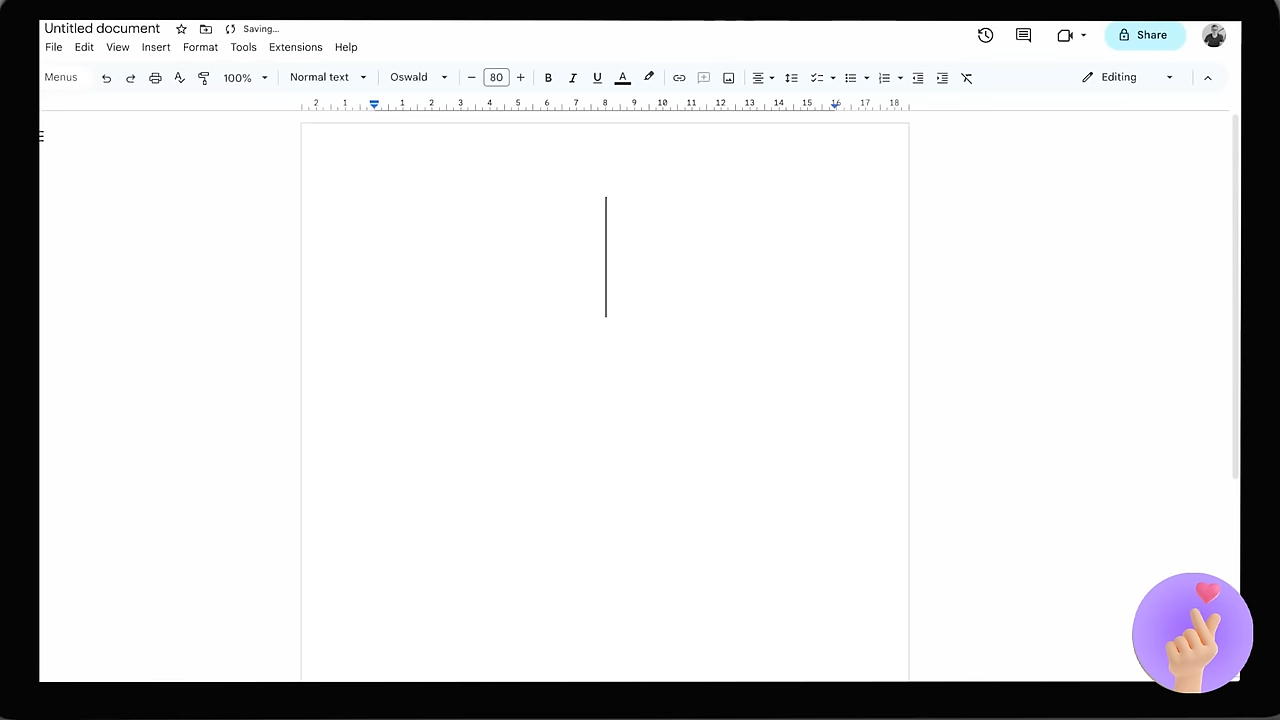 Untitled document Saving...
File Edit View Insert Format Tools Extensions Help Share
Menus 100% Normal text Oswald 80 B I U A Editing
2 1 1 2 3 4 5 6 7 8 9 10 11 12 13 14 15 16 17 18